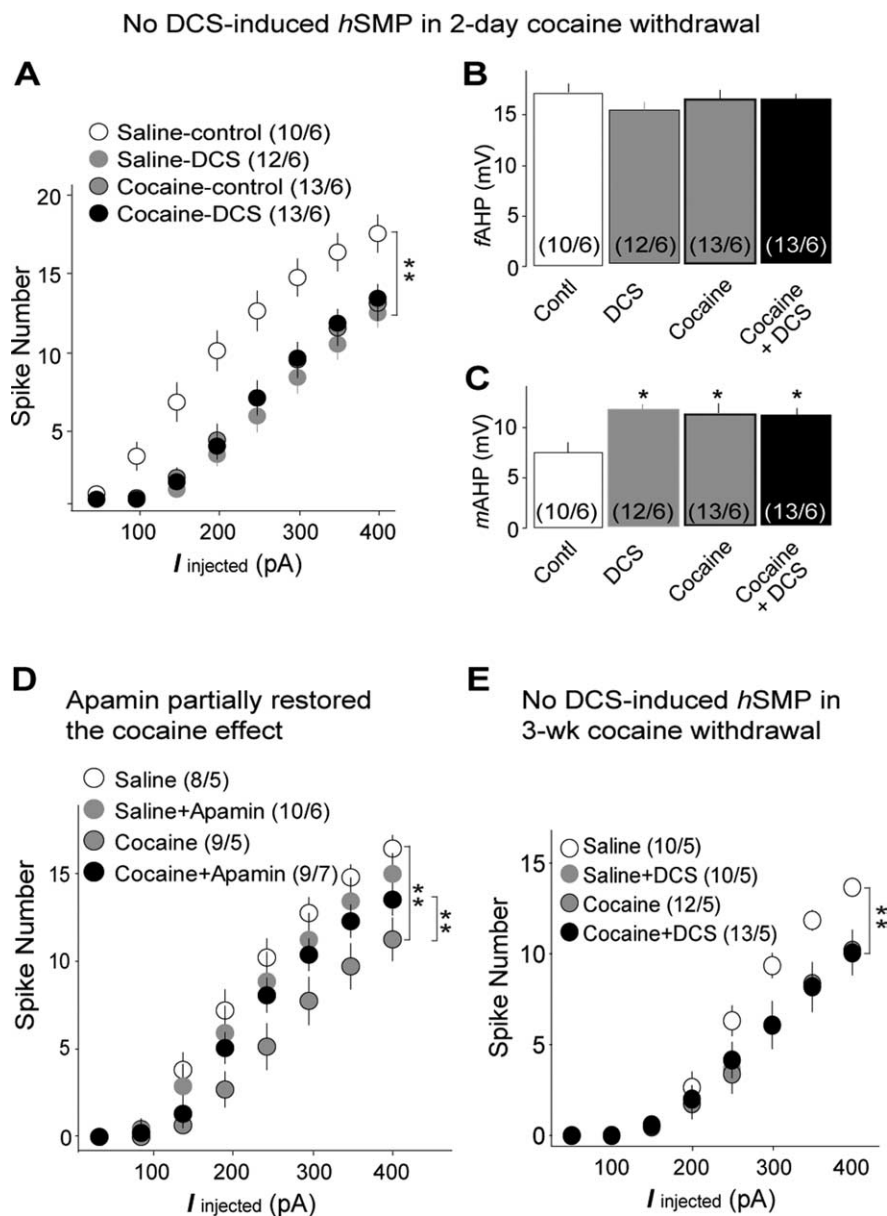 No DCS-induced hSMP in 2-day cocaine withdrawal
A
Saline-control (10/6)
Saline-DCS (12/6)
Cocaine-control (13/6)
Cocaine-DCS (13/6)
20
15
10
5
Spike Number
**
100 200 300 400
I injected (pA)
B
15
10
5
0
fAHP (mV)
(10/6) (12/6) (13/6) (13/6)
Contl
DCS
Cocaine
Cocaine
+ DCS
C
10
5
0
mAHP (mV)
* * *
(10/6) (12/6) (13/6) (13/6)
Contl
DCS
Cocaine
Cocaine
+ DCS
D
Apamin partially restored
the cocaine effect
Saline (8/5)
Saline+Apamin (10/6)
Cocaine (9/5)
Cocaine+Apamin (9/7)
15
10
5
0
Spike Number
**
**
100 200 300 400
I injected (pA)
E
No DCS-induced hSMP in
3-wk cocaine withdrawal
Saline (10/5)
Saline+DCS (10/5)
Cocaine (12/5)
Cocaine+DCS (13/5)
15
10
5
0
Spike Number
**
50 100 150 200 250 300 350 400
I injected (pA)